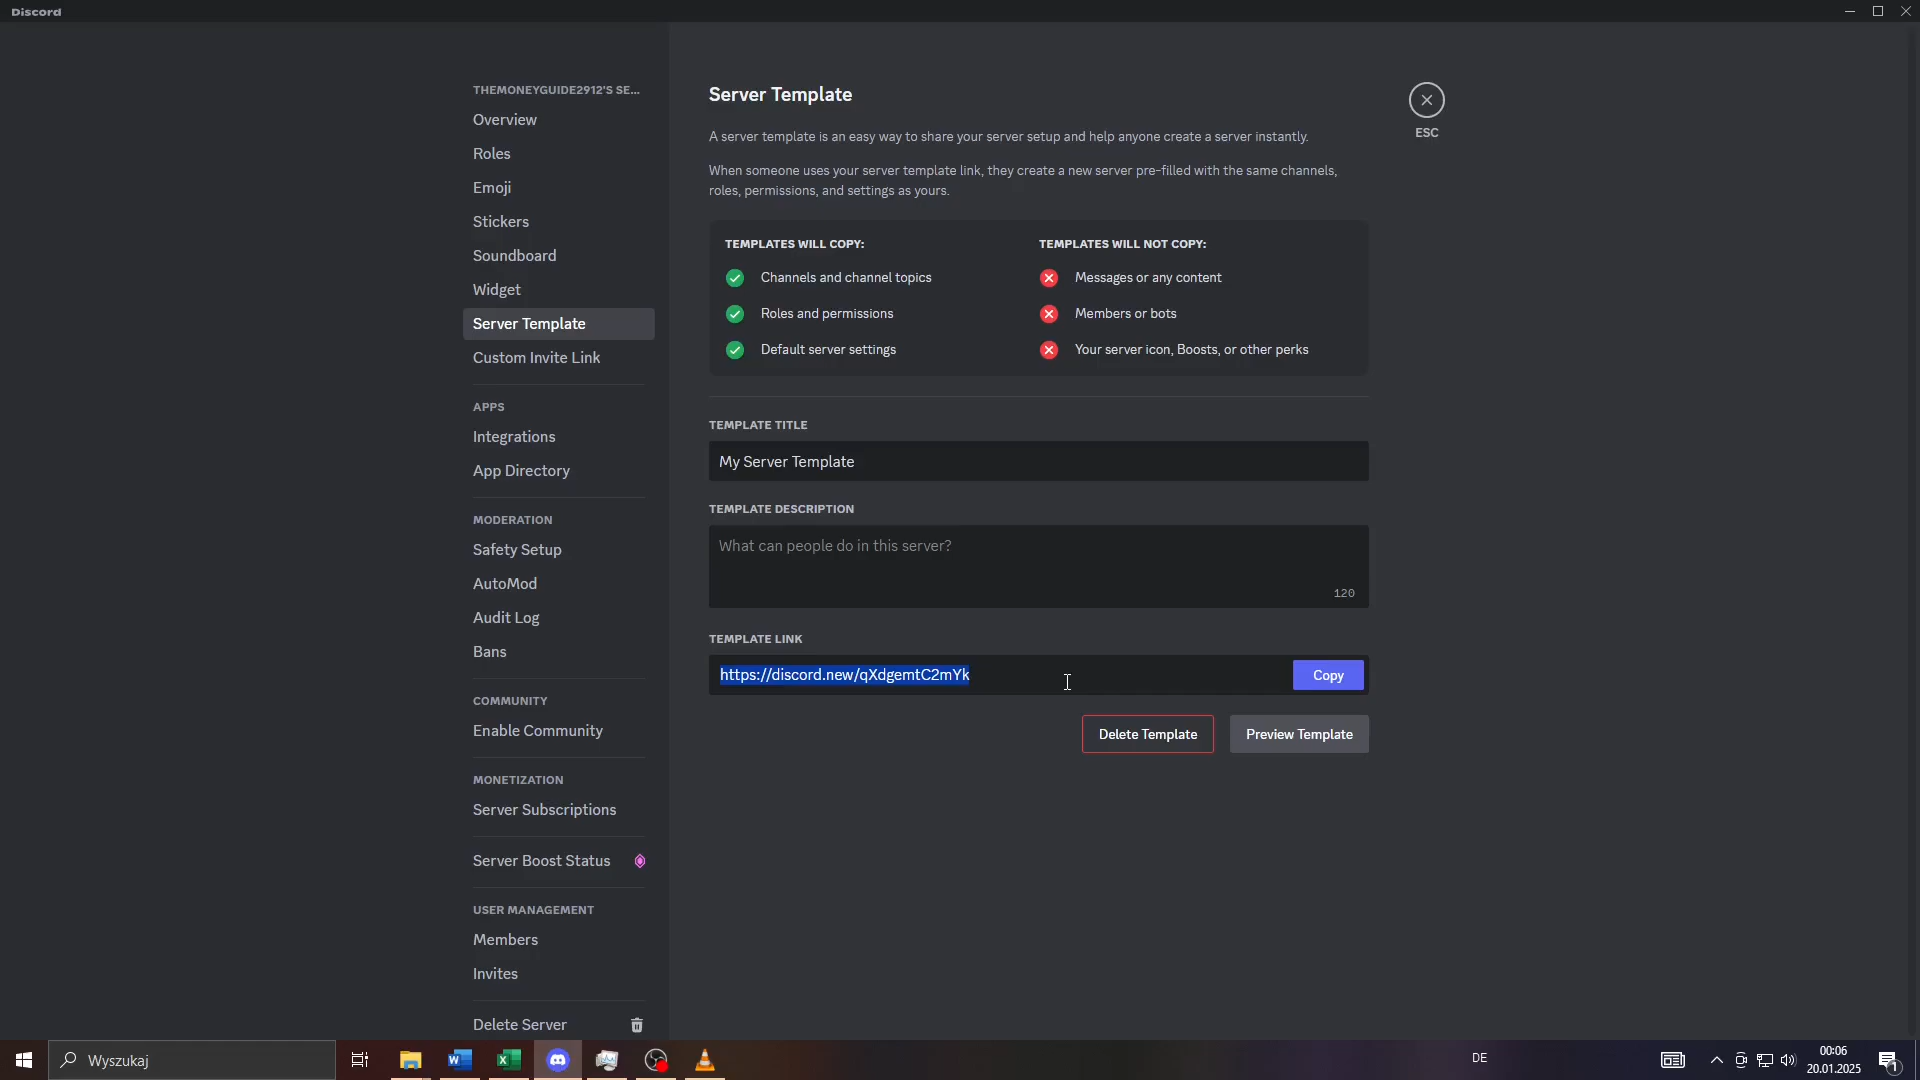 Discord
THEMONEYGUIDE2912'S SE...
Overview
Roles
Emoji
Stickers
Soundboard
Widget
Server Template
Custom Invite Link
APPS
Integrations
App Directory
MODERATION
Safety Setup
AutoMod
Audit Log
Bans
COMMUNITY
Enable Community
MONETIZATION
Server Subscriptions
Server Boost Status
USER MANAGEMENT
Members
Invites
Delete Server
Server Template
ESC
A server template is an easy way to share your server setup and help anyone create a server instantly.
When someone uses your server template link, they create a new server pre-filled with the same channels,
roles, permissions, and settings as yours.
TEMPLATES WILL COPY:
Channels and channel topics
Roles and permissions
Default server settings
TEMPLATES WILL NOT COPY:
Messages or any content
Members or bots
Your server icon, Boosts, or other perks
TEMPLATE TITLE
My Server Template
TEMPLATE DESCRIPTION
What can people do in this server?
120
TEMPLATE LINK
https://discord.new/qXdgemtC2mYk
Copy
Delete Template
Preview Template
Wyszukaj
DE
00:06
20.01.2025
1